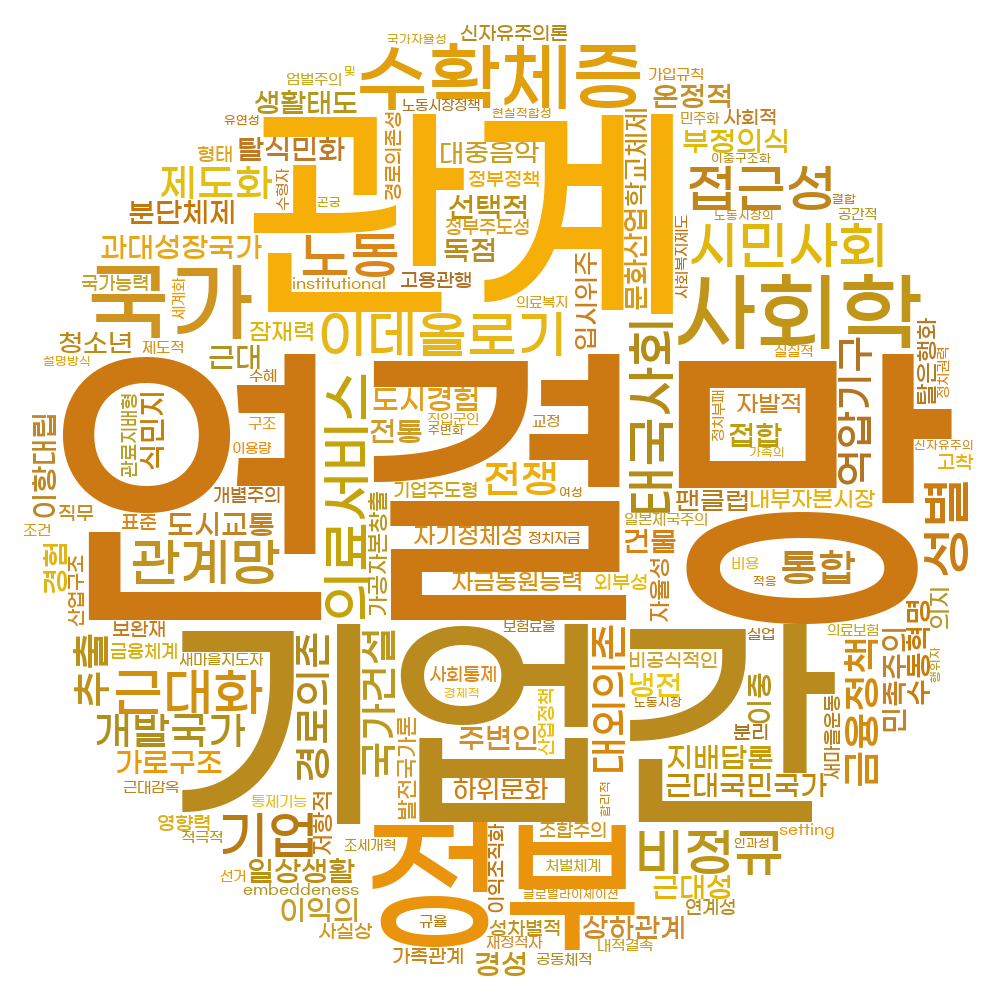 국가자율성
신자유주의론
수확체증
엄벌주의
및
가입규칙
생활태도
노동시장정책
현실적합성
온정적
유연성
관계
민주화
사회적
형태
탈식민화
경로의존성
대중음악
문화산업학교체제
부정의식
이중구조화
제도화
수형자
곤궁
정부정책
접근성
결합
분단체제
선택적
노동시장의
공간적
과대성장국가
노동
독점
정부주도성
입시위주
사회복지제도
시민사회
국가능력
세계화
국가
institutional
고용관행
의료복지
사회학
청소년
제도적
잠재력
이데올로기
태국사회
실질적
억압기구
탈은행화
정치권력
설명방식
근대
수혜
연결망
도시경험
정치부패
자발적
관료지배형
식민지
구조
의료서비스
전통
직업군인
주변화
교정
접합
가족의
이항대립
이용량
신자유주의
고착
개별주의
기업주도형
전쟁
여성
팬클럽
내부자본시장
성별
직무
표준
도시교통
가공자본창출
자기정체성
정치자금
일본제국주의
건물
통합
조건
경험
산업구조
관계망
자금동원능력
외부성
자율성
비용
적응
의지
보완재
기업간
보험료율
실업
의료보험
수동혁명
민족주의
행위자
추출
금융체계
새마을지도자
근대화
경로의존
국가건설
사회통제
경제적
대외의존
비공식적인
냉전
노동시장
이중
금융정책
개발국가
주변인
산업정책
분리
새마을운동
가로구조
발전국가론
지배담론
근대감옥
통제기능
하위문화
합리적
근대국민국가
영향력
적극적
기업
저항적
정부
조합주의
비정규
setting
조세개혁
인과성
선거
일상생활
이익조직화
처벌체계
embeddeness
글로벌라이제이션
근대성
이익의
규율
연계성
사실상
성차별적
상하관계
가족관계
재정적자
내적결속
경성
공동체적